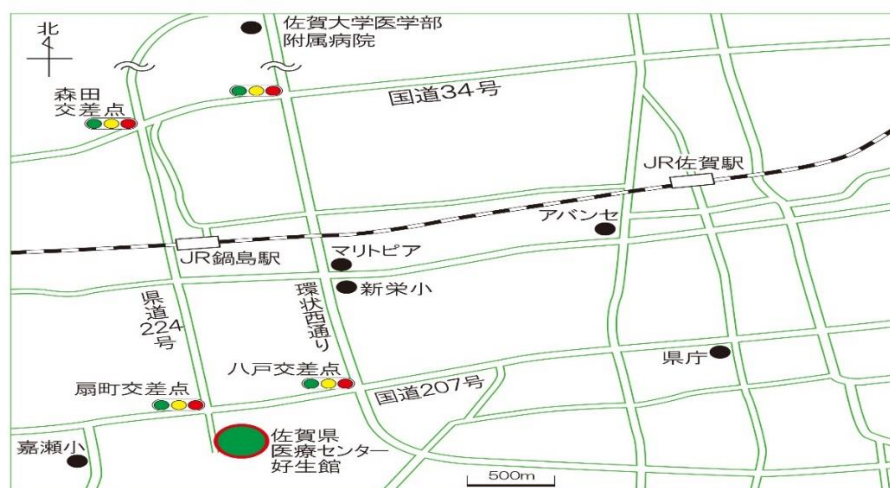 佐賀大学医学部
附属病院
北
森田
交差点
国道34号
JR佐賀駅
アバンセ
JR鍋島駅
マリトピア
新栄小
県道
224号
環状西通り
県庁
八戸交差点
扇町交差点
国道207号
嘉瀬小
佐賀県
医療センター
好生館
500m